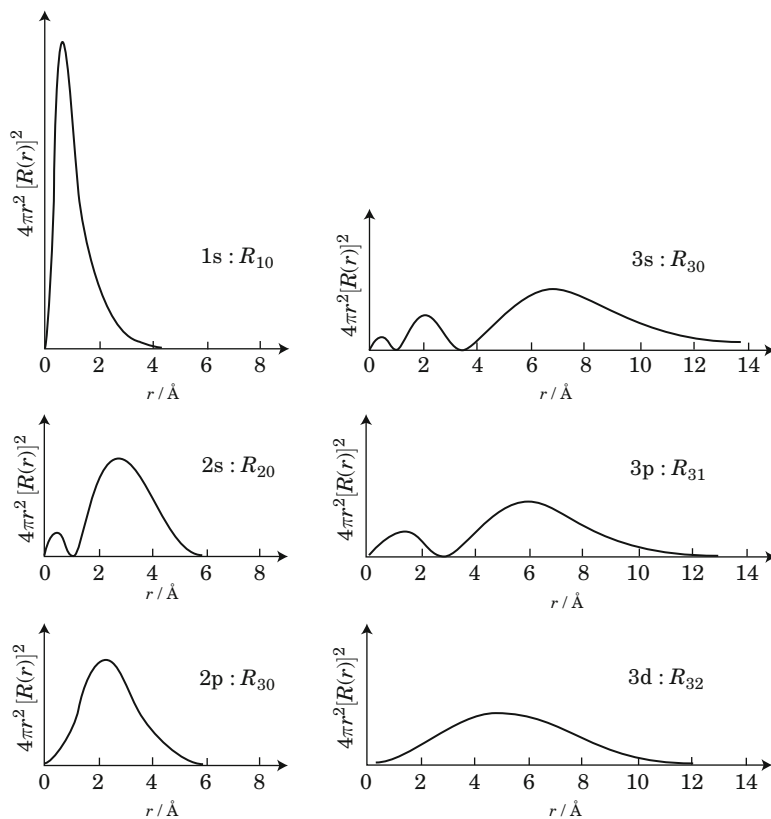 4πr² [R(r)]²
1s : R₁₀
0 2 4 6 8
r / Å
4πr² [R(r)]²
3s : R₃₀
0 2 4 6 8 10 12 14
r / Å
4πr² [R(r)]²
2s : R₂₀
0 2 4 6 8
r / Å
4πr² [R(r)]²
3p : R₃₁
0 2 4 6 8 10 12 14
r / Å
4πr² [R(r)]²
2p : R₃₀
0 2 4 6 8
r / Å
4πr² [R(r)]²
3d : R₃₂
0 2 4 6 8 10 12 14
r / Å